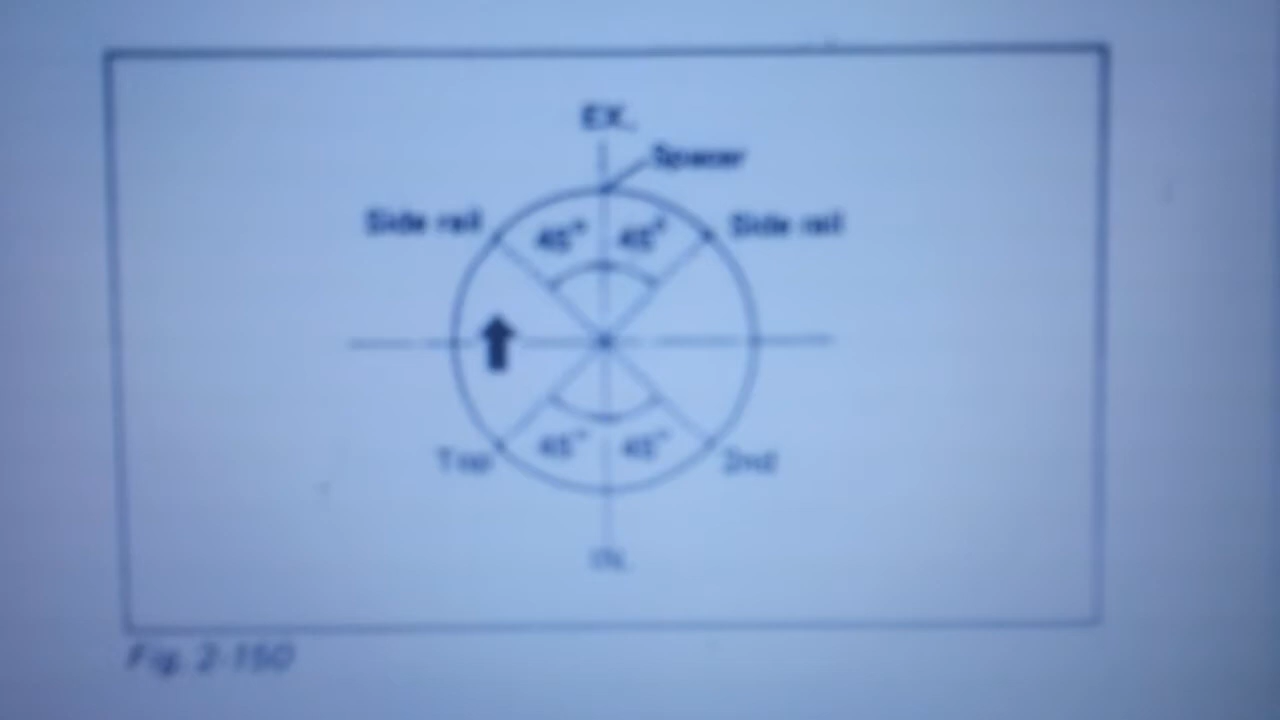 EX.
Spacer
Side rail
Side rail
45° 45°
45° 45°
Top
2nd
IN.
Fig. 2-150